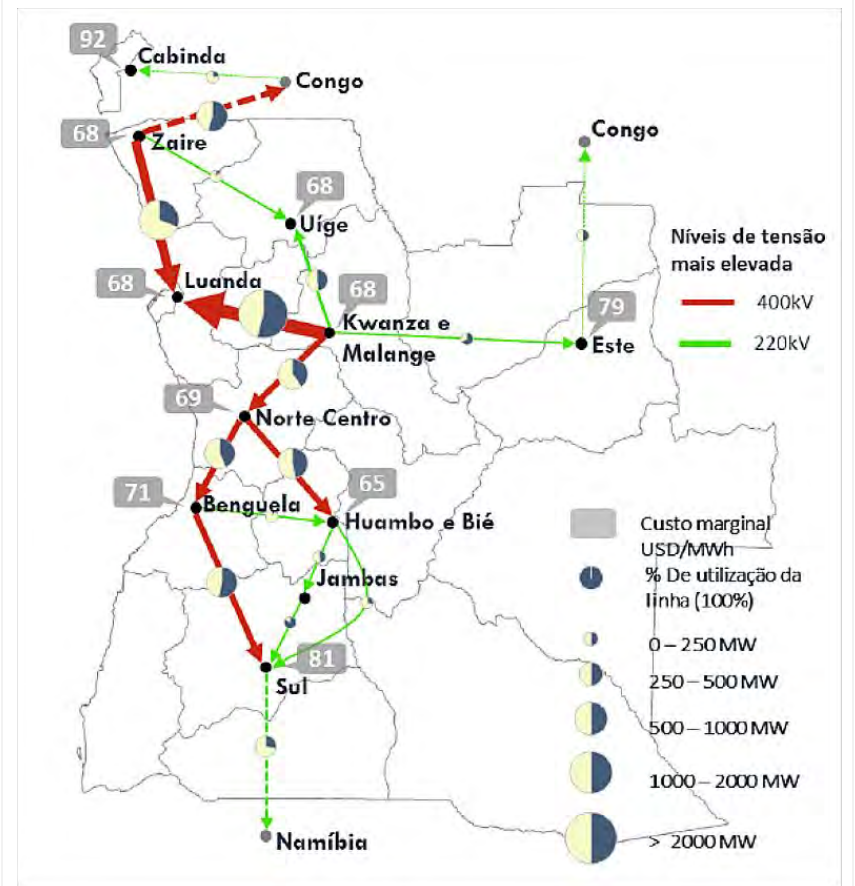 92
Cabinda
Congo
68
Zaire
Congo
68
Uíge
Níveis de tensão
mais elevada
400kV
220kV
68
Luanda
68
Kwanza e
Malange
79
Este
69
Norte Centro
71
Benguela
65
Huambo e Bié
Jambas
81
Sul
Namíbia
Custo marginal
USD/MWh
% De utilização da
linha (100%)
0 – 250 MW
250 – 500 MW
500 – 1000 MW
1000 – 2000 MW
> 2000 MW